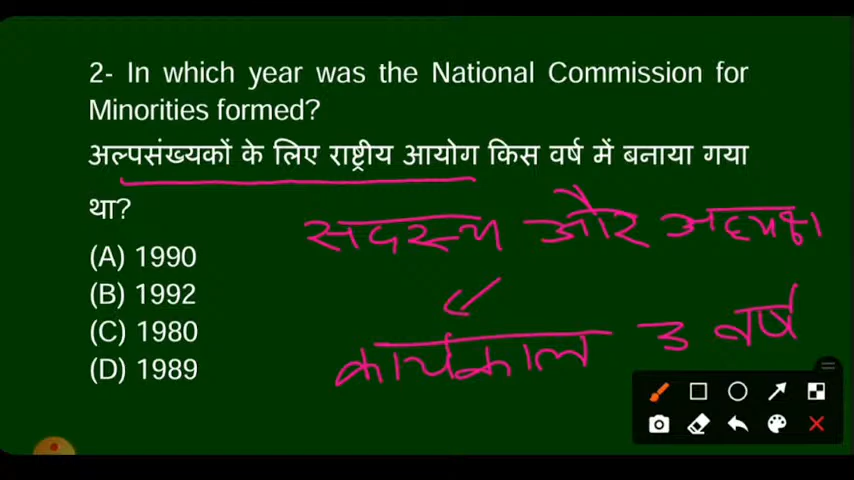 2- In which year was the National Commission for
Minorities formed?
अल्पसंख्यकों के लिए राष्ट्रीय आयोग किस वर्ष में बनाया गया
था?
सदस्य और अध्यक्ष
(A) 1990
(B) 1992
(C) 1980
कार्यकाल 3 वर्ष
(D) 1989